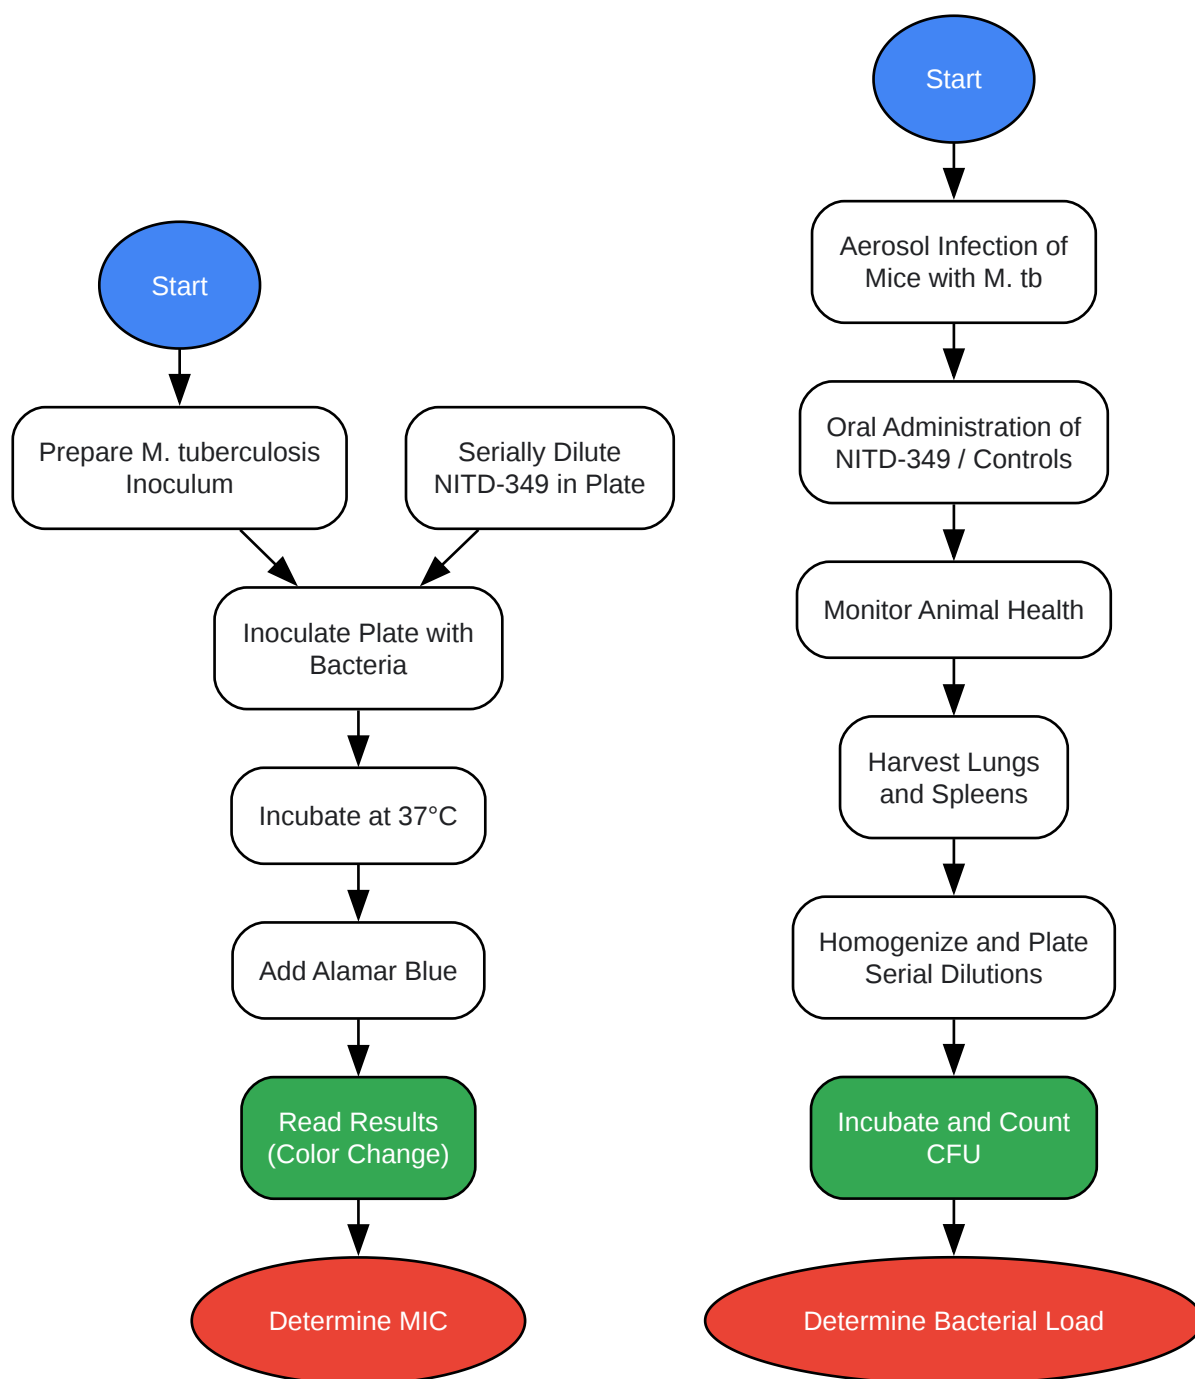 Start
Prepare M. tuberculosis
Inoculum
Serially Dilute
NITD-349 in Plate
Inoculate Plate with
Bacteria
Incubate at 37°C
Add Alamar Blue
Read Results
(Color Change)
Determine MIC
Start
Aerosol Infection of
Mice with M. tb
Oral Administration of
NITD-349 / Controls
Monitor Animal Health
Harvest Lungs
and Spleens
Homogenize and Plate
Serial Dilutions
Incubate and Count
CFU
Determine Bacterial Load